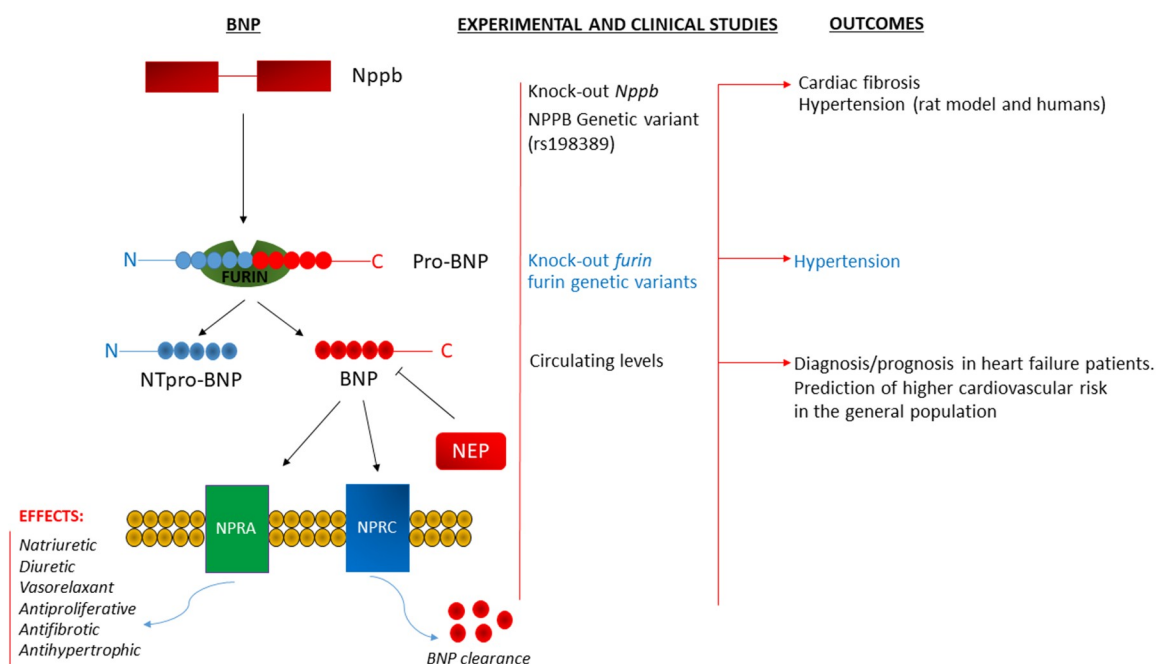 BNP
EXPERIMENTAL AND CLINICAL STUDIES
OUTCOMES
Nppb
Knock-out Nppb
NPPB Genetic variant
(rs198389)
Cardiac fibrosis
Hypertension (rat model and humans)
N
FURIN
C
Pro-BNP
Knock-out furin
furin genetic variants
Hypertension
N
NTpro-BNP
BNP
C
Circulating levels
Diagnosis/prognosis in heart failure patients.
Prediction of higher cardiovascular risk
in the general population
NEP
NPRA
NPRC
EFFECTS:
Natriuretic
Diuretic
Vasorelaxant
Antiproliferative
Antifibrotic
Antihypertrophic
BNP clearance